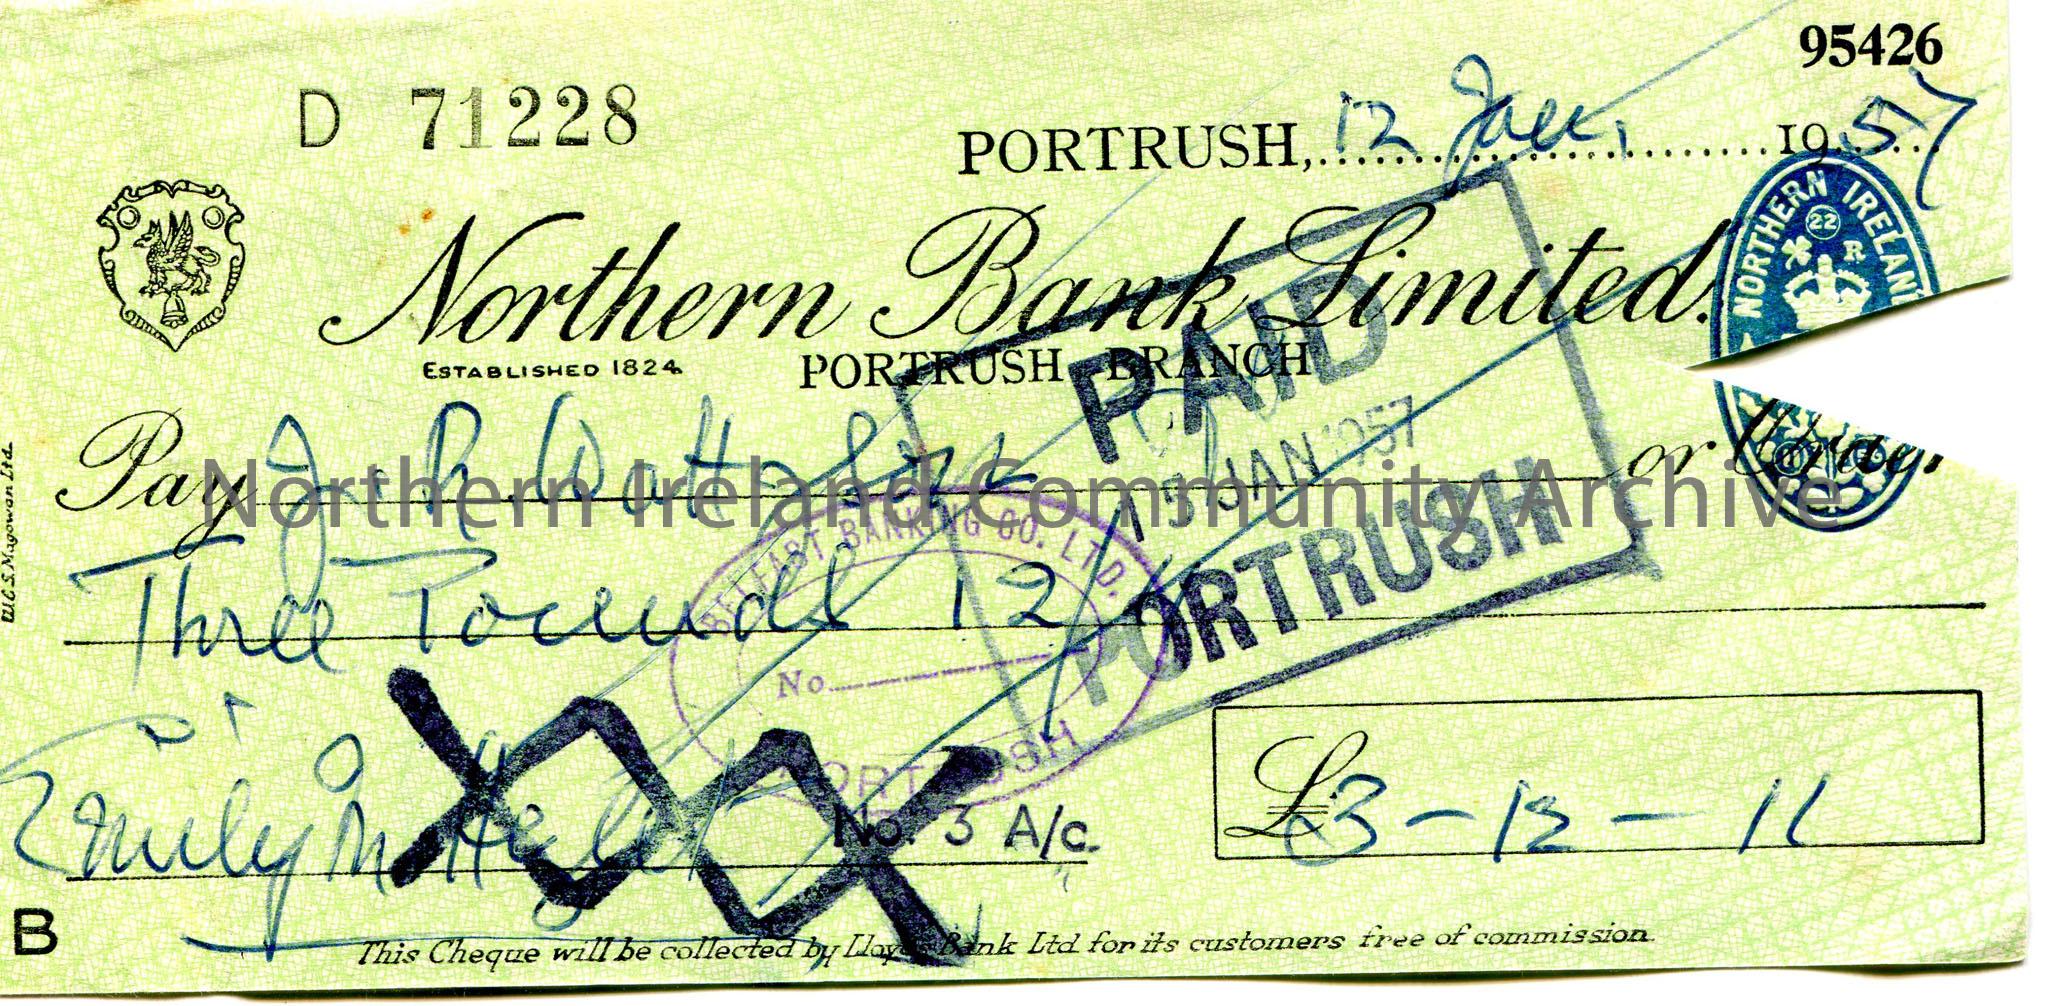 95426
D 71228
PORTRUSH, 12 Jan. 1957
Northern Bank Limited.
ESTABLISHED 1824
PORTRUSH BRANCH
NORTHERN IRELAND
22
R
PAID
15 JAN 1957
PORTRUSH
Pay J. R. Watt or Order
Northern Ireland Community Archive
BELFAST BANKING CO. LTD.
No.
PORTRUSH
Three Pounds 12/11
Emily M.
No. 3 A/c.
£3-12-11
B
This Cheque will be collected by Lloyds Bank Ltd for its customers free of commission.
W.& S. Magowan Ltd.